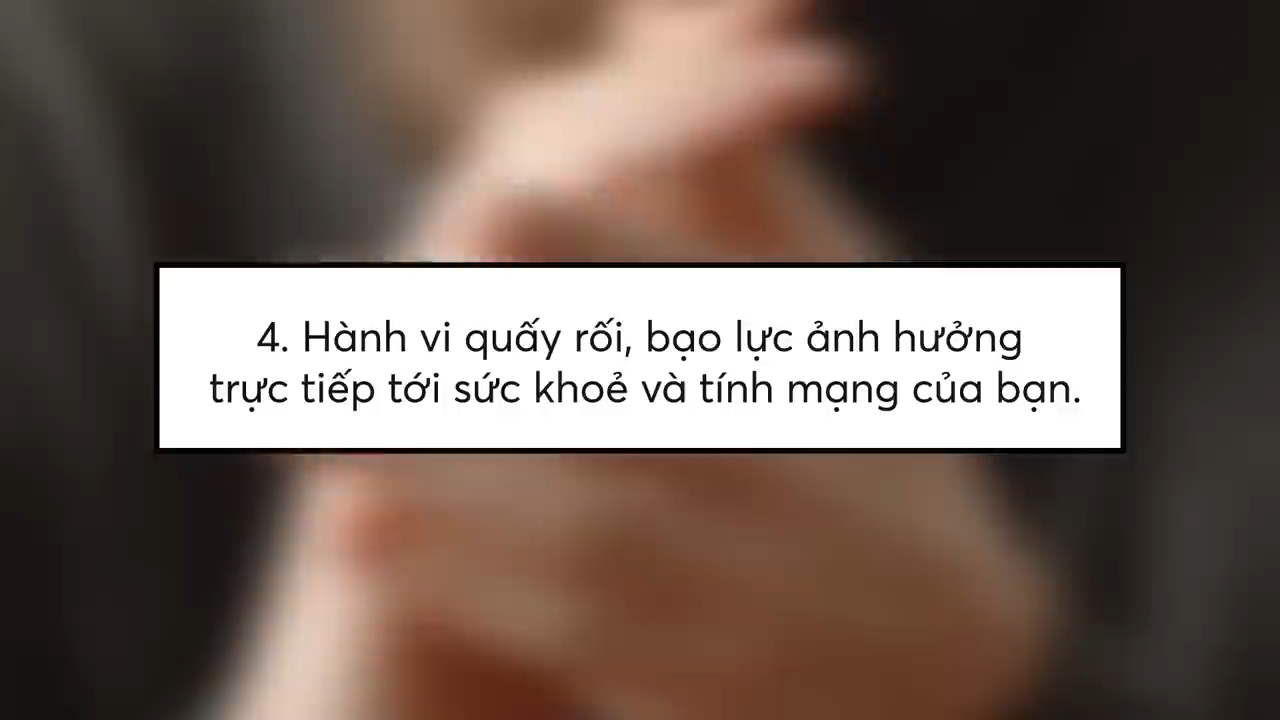 4. Hành vi quấy rối, bạo lực ảnh hưởng
trực tiếp tới sức khoẻ và tính mạng của bạn.